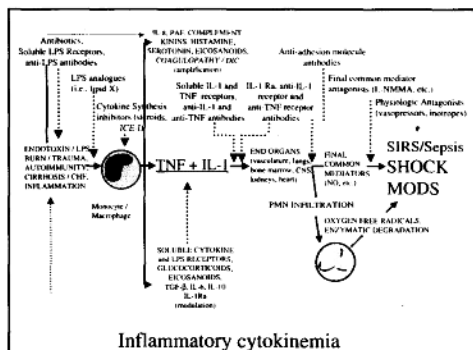 Antibiotics,
Soluble LPS Receptors,
anti-LPS antibodies
LPS analogues
(i.e., lipid X)
Cytokine Synthesis
inhibitors (steroids,
ICE I)
IL 8, PAF, COMPLEMENT
KININS, HISTAMINE,
SEROTONIN, EICOSANOIDS,
COAGULOPATHY / DIC
(amplification)
Soluble IL-1 and
TNF receptors,
anti-IL-1 and
anti-TNF antibodies
IL-1 Ra, anti-IL-1
receptor and
anti TNF receptor
antibodies
Anti-adhesion molecule
antibodies
Final common mediator
antagonists (L NMMA, etc.)
Physiologic Antagonists
(vasopressors, inotropes)
ENDOTOXIN / LPS
BURN / TRAUMA,
AUTOIMMUNITY,
CIRRHOSIS / CHF,
INFLAMMATION
Monocyte /
Macrophage
TNF + IL-1
END ORGANS
(vasculature, lungs,
bone marrow, CNS,
kidneys, heart)
FINAL
COMMON
MEDIATORS
(NO, etc.)
SIRS/Sepsis
SHOCK
MODS
PMN INFILTRATION
OXYGEN FREE RADICALS,
ENZYMATIC DEGRADATION
SOLUBLE CYTOKINE
and LPS RECEPTORS,
GLUCOCORTICOIDS,
EICOSANOIDS,
TGF-β, IL-6, IL-10
IL-1Ra
(modulation)
Inflammatory cytokinemia